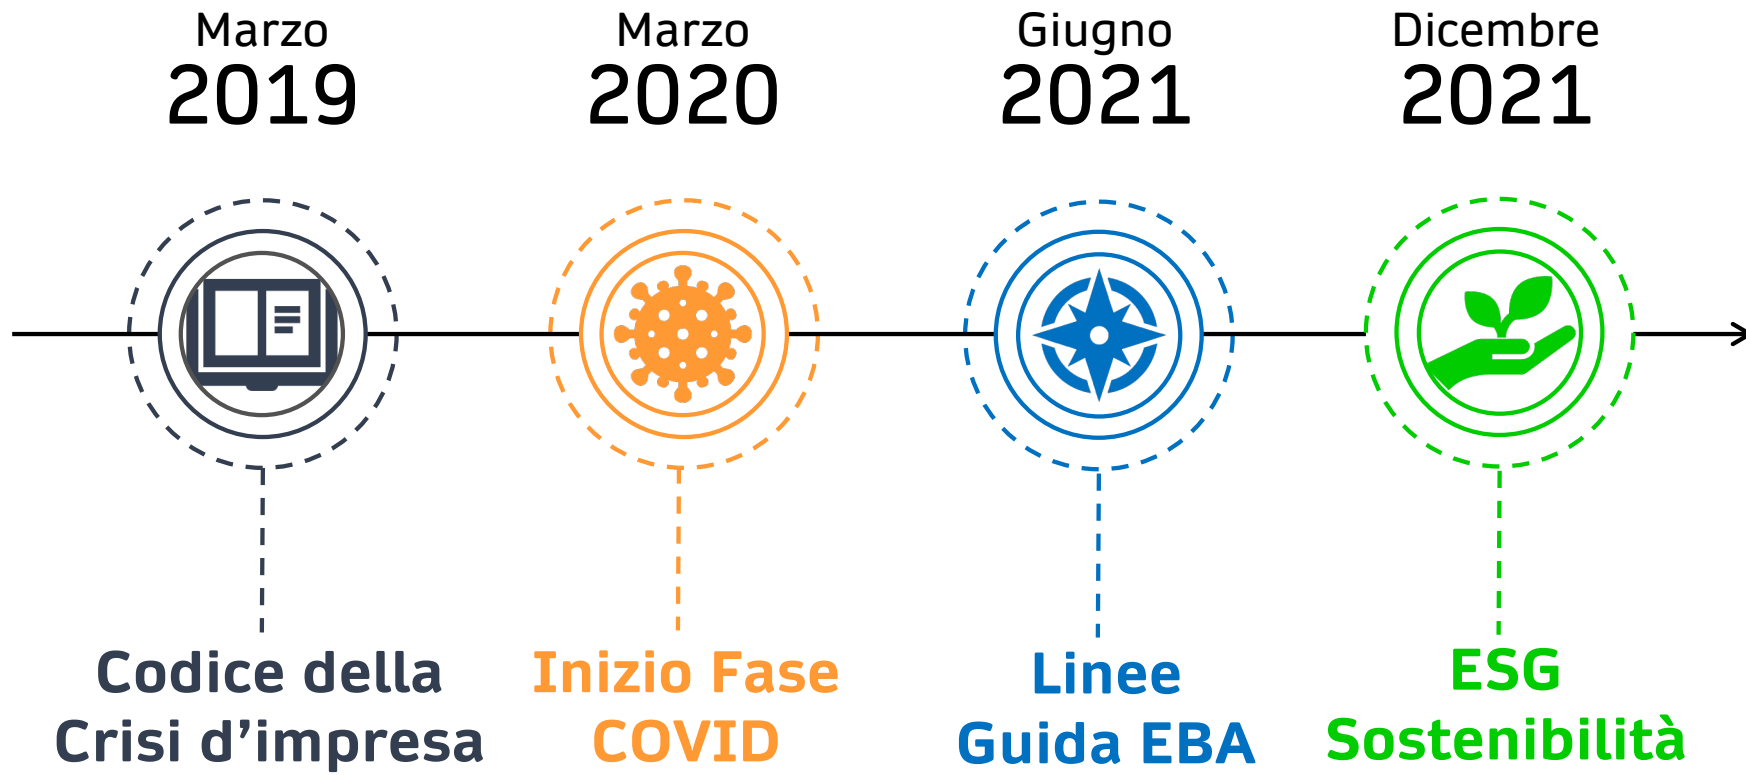 Marzo
2019
Marzo
2020
Giugno
2021
Dicembre
2021
Codice della
Crisi d’impresa
Inizio Fase
COVID
Linee
Guida EBA
ESG
Sostenibilità